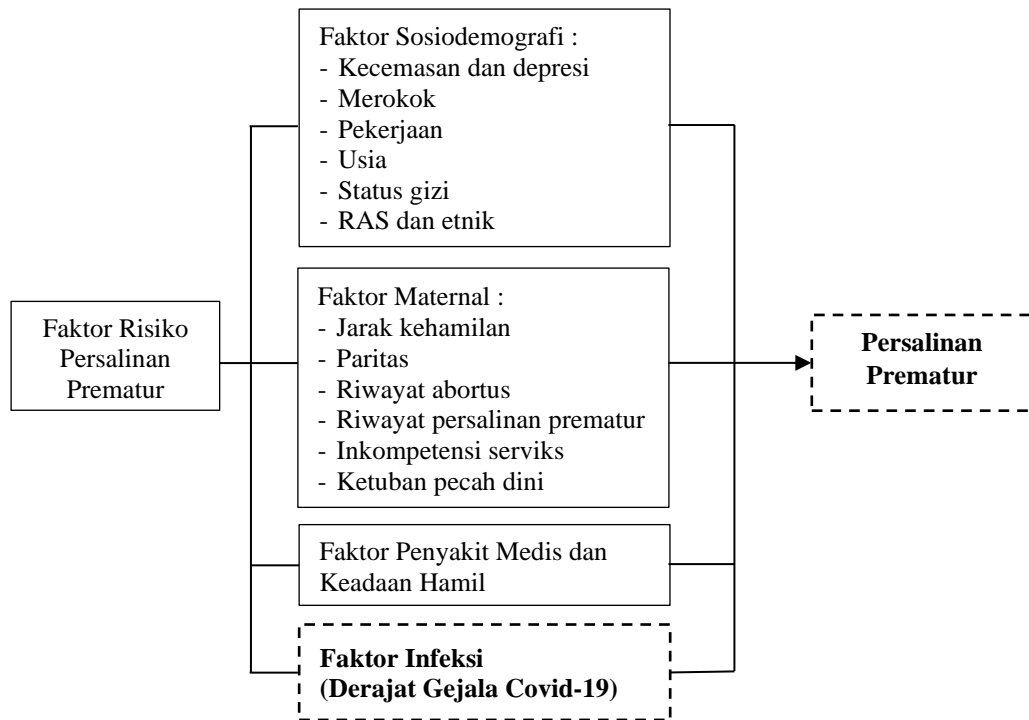 Faktor Sosiodemografi :
- Kecemasan dan depresi
- Merokok
- Pekerjaan
- Usia
- Status gizi
- RAS dan etnik
Faktor Risiko
Persalinan
Prematur
Faktor Maternal :
- Jarak kehamilan
- Paritas
- Riwayat abortus
- Riwayat persalinan prematur
- Inkompetensi serviks
- Ketuban pecah dini
Persalinan
Prematur
Faktor Penyakit Medis dan
Keadaan Hamil
Faktor Infeksi
(Derajat Gejala Covid-19)